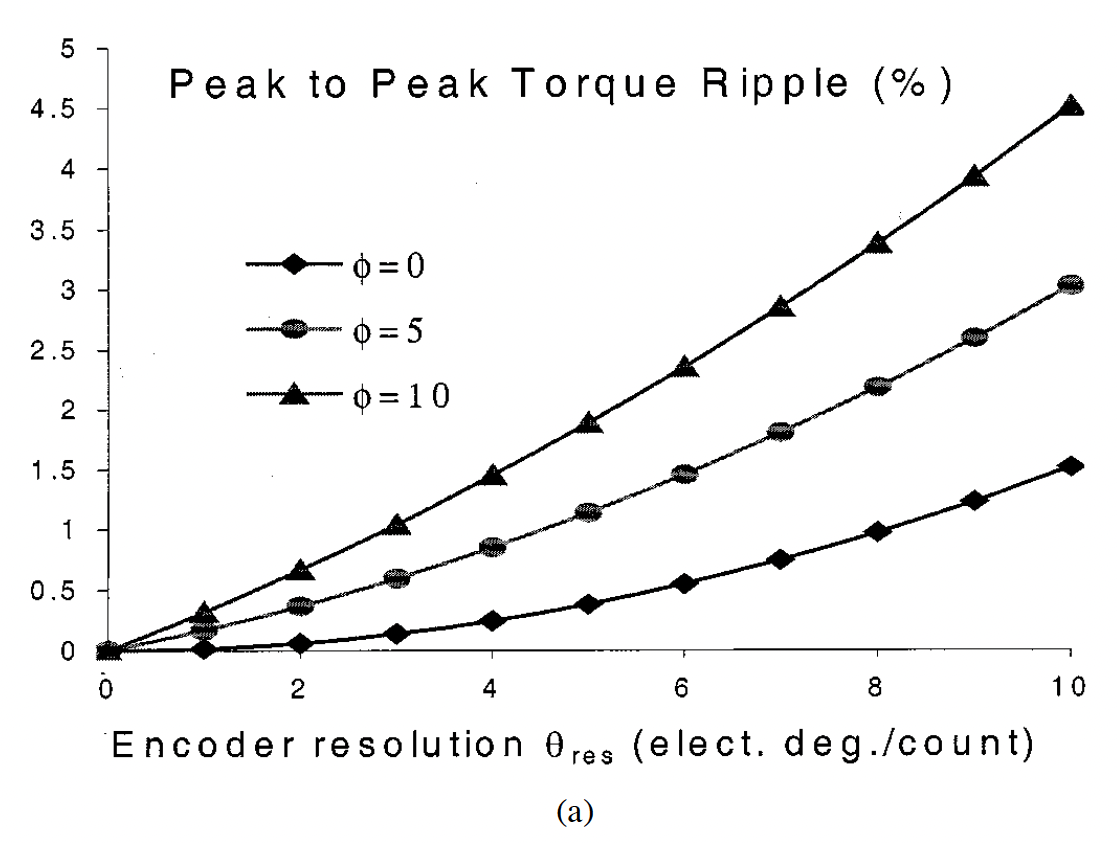 Peak to Peak Torque Ripple (%)
5
4.5
4
3.5
3
2.5
2
1.5
1
0.5
0
ϕ=0
ϕ=5
ϕ=10
0 2 4 6 8 10
Encoder resolution θres (elect. deg./count)
(a)